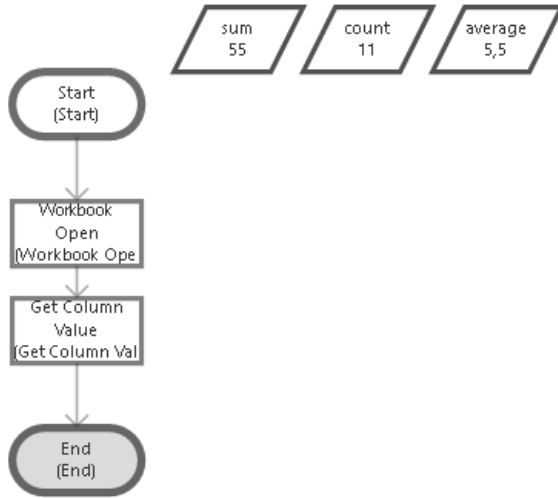 sum
55
count
11
average
5,5
Start
(Start)
Workbook
Open
(Workbook Ope
Get Column
Value
(Get Column Val
End
(End)